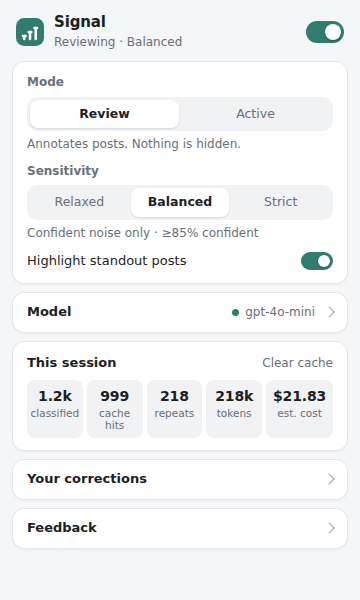 Signal
Reviewing · Balanced
Mode
Review
Active
Annotates posts. Nothing is hidden.
Sensitivity
Relaxed
Balanced
Strict
Confident noise only · ≥85% confident
Highlight standout posts
Model
gpt-4o-mini
This session
Clear cache
1.2k
classified
999
cache
hits
218
repeats
218k
tokens
$21.83
est. cost
Your corrections
Feedback